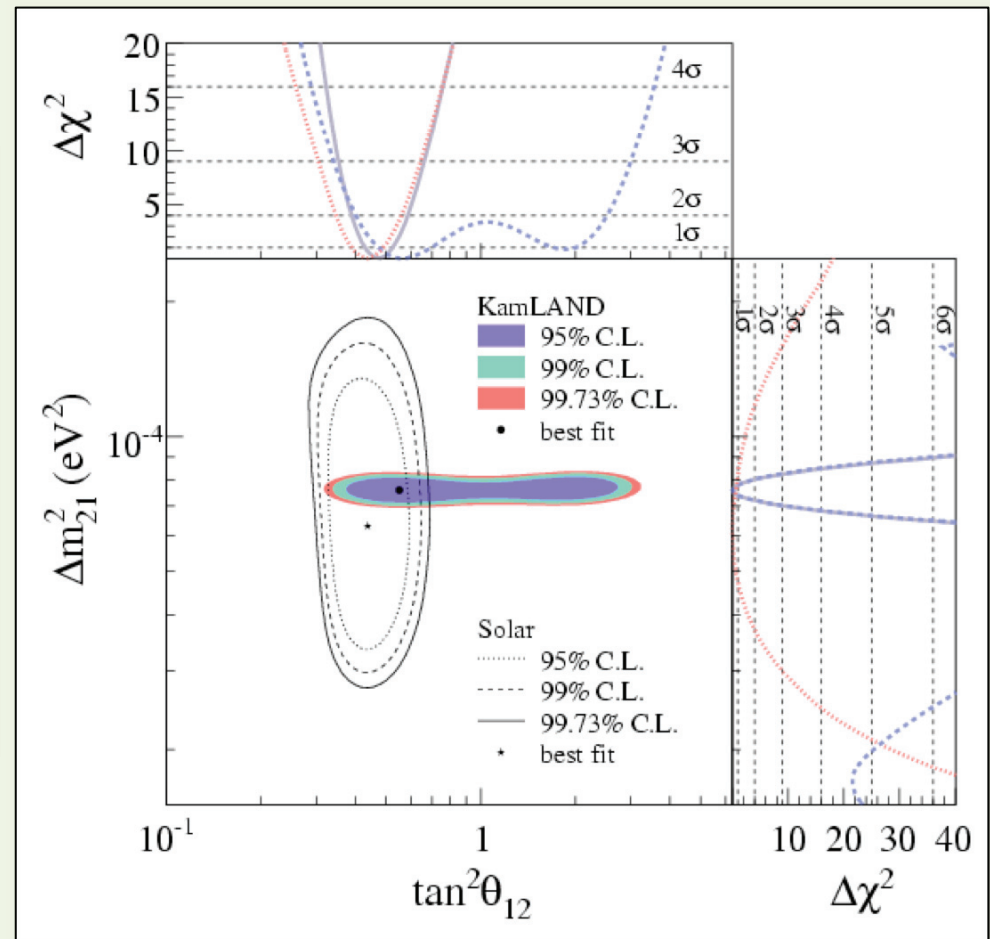 20
15
10
5
Δχ²
4σ
3σ
2σ
1σ
KamLAND
95% C.L.
99% C.L.
99.73% C.L.
best fit
Solar
95% C.L.
99% C.L.
99.73% C.L.
best fit
10⁻⁴
Δm²₂₁ (eV²)
1σ
2σ
3σ
4σ
5σ
6σ
10⁻¹
1
10 20 30 40
tan²θ₁₂
Δχ²